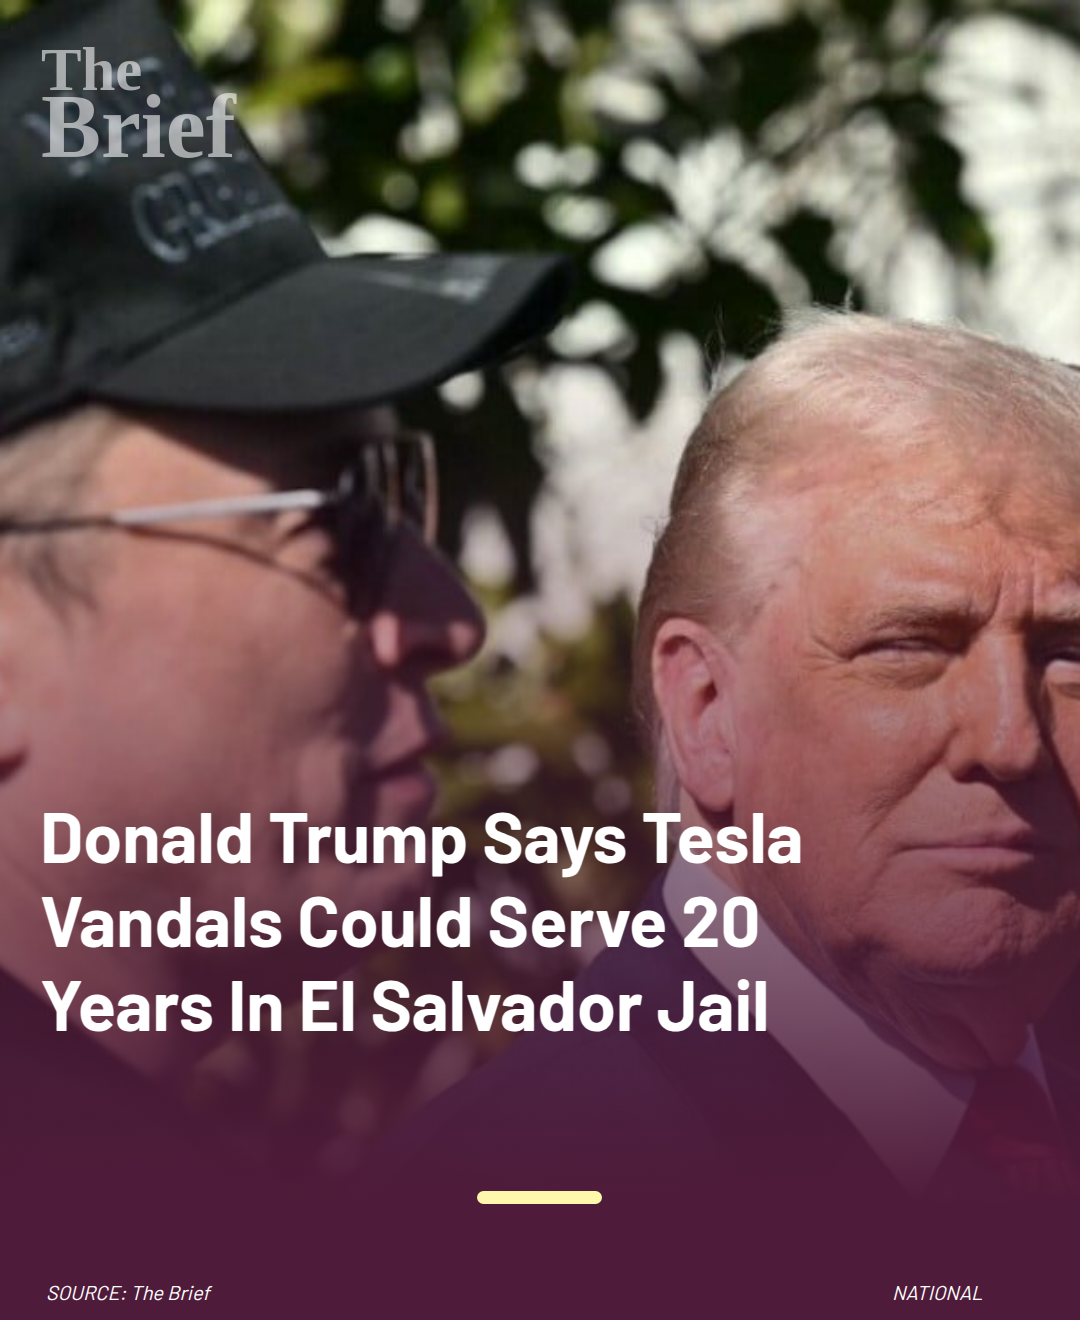 The
Brief
Donald Trump Says Tesla
Vandals Could Serve 20
Years In El Salvador Jail
SOURCE: The Brief
NATIONAL